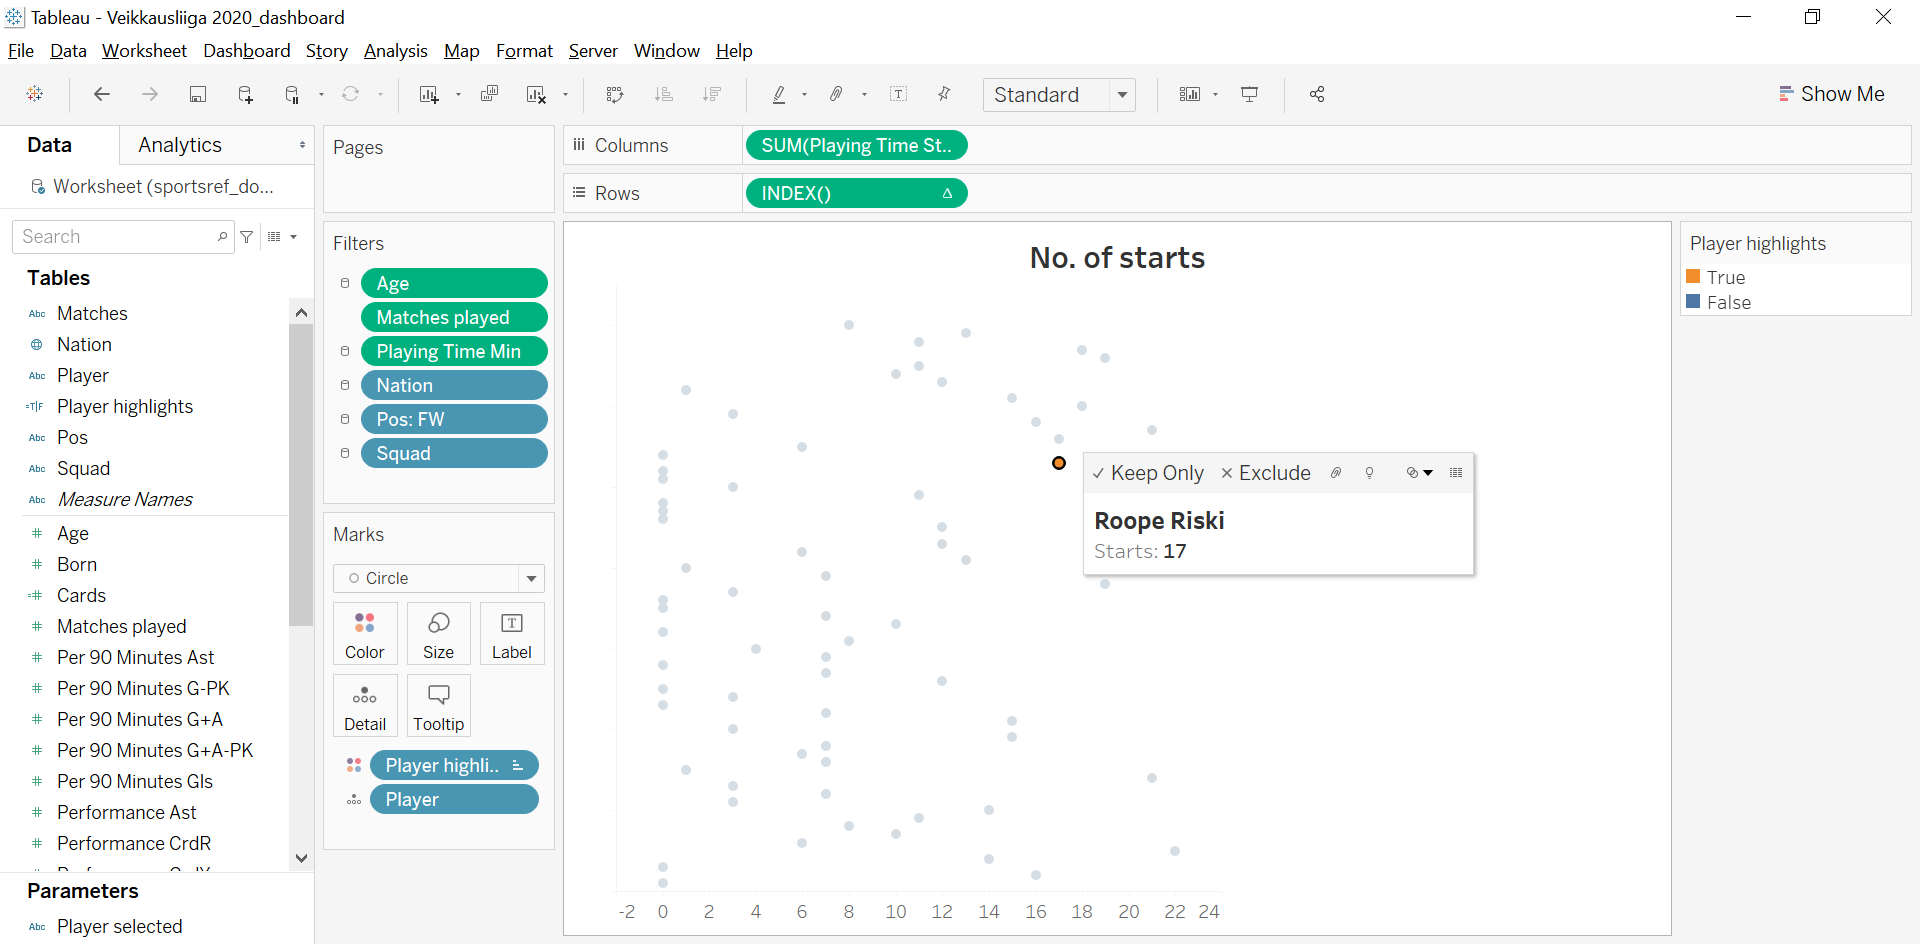 Tableau - Veikkausliiga 2020_dashboard
File Data Worksheet Dashboard Story Analysis Map Format Server Window Help
Standard
Show Me
Data Analytics
Worksheet (sportsref_do...
Search
Tables
Abc Matches
Nation
Abc Player
=T|F Player highlights
Abc Pos
Abc Squad
Abc Measure Names
# Age
# Born
=# Cards
# Matches played
# Per 90 Minutes Ast
# Per 90 Minutes G-PK
# Per 90 Minutes G+A
# Per 90 Minutes G+A-PK
# Per 90 Minutes Gls
# Performance Ast
# Performance CrdR
Parameters
Abc Player selected
Pages
Filters
Age
Matches played
Playing Time Min
Nation
Pos: FW
Squad
Marks
Circle
Color Size Label
Detail Tooltip
Player highli..
Player
Columns SUM(Playing Time St..
Rows INDEX() Δ
No. of starts
Keep Only Exclude
Roope Riski
Starts: 17
-2 0 2 4 6 8 10 12 14 16 18 20 22 24
Player highlights
True
False